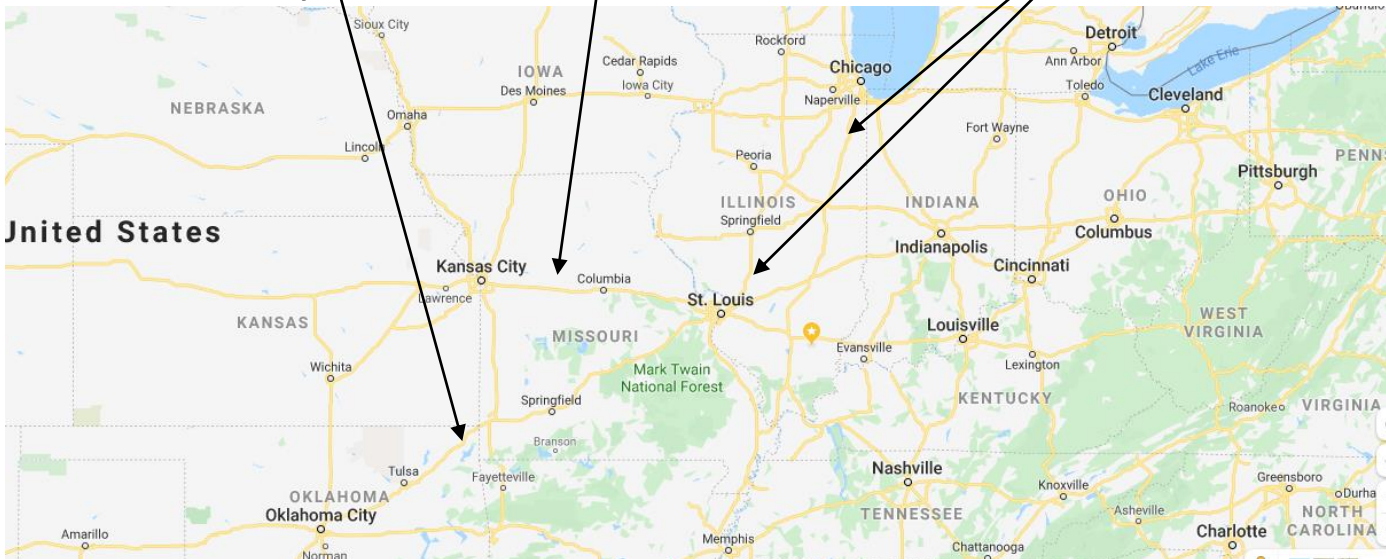 Sioux City
Rockford
Detroit
Ann Arbor
IOWA
Cedar Rapids
Chicago
Lake Erie
Iowa City
Toledo
Des Moines
Naperville
Cleveland
NEBRASKA
Omaha
Fort Wayne
Lincoln
Peoria
PENN
Pittsburgh
ILLINOIS
INDIANA
OHIO
Springfield
United States
Columbus
Indianapolis
Kansas City
Columbia
Cincinnati
Lawrence
St. Louis
KANSAS
MISSOURI
Louisville
WEST
VIRGINIA
Evansville
Wichita
Mark Twain
National Forest
Lexington
Springfield
KENTUCKY
Roanoke
VIRGINIA
Branson
Tulsa
Fayetteville
Nashville
Knoxville
Greensboro
Durha
OKLAHOMA
Oklahoma City
TENNESSEE
Asheville
NORTH
CAROLINA
Amarillo
Memphis
Charlotte
Norman
Chattanooga